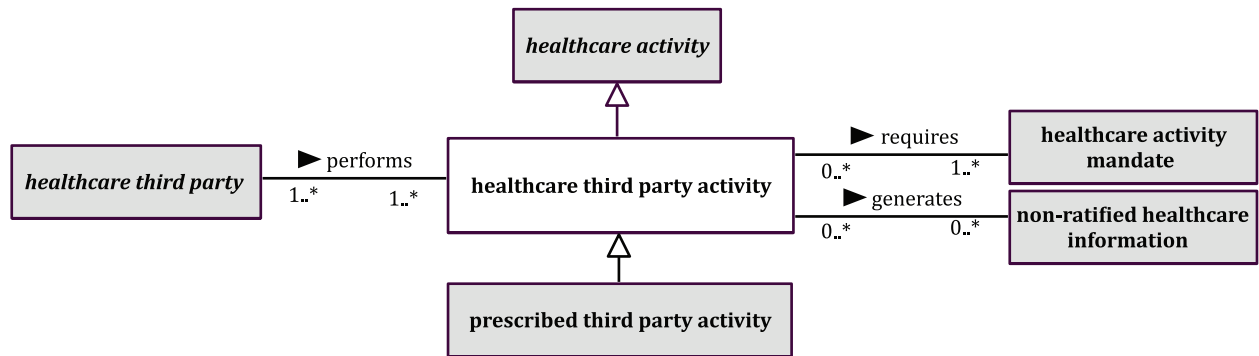 healthcare activity
healthcare third party
► performs
1..*
1..*
healthcare third party activity
► requires
0..*
1..*
healthcare activity
mandate
► generates
0..*
0..*
non-ratified healthcare
information
prescribed third party activity